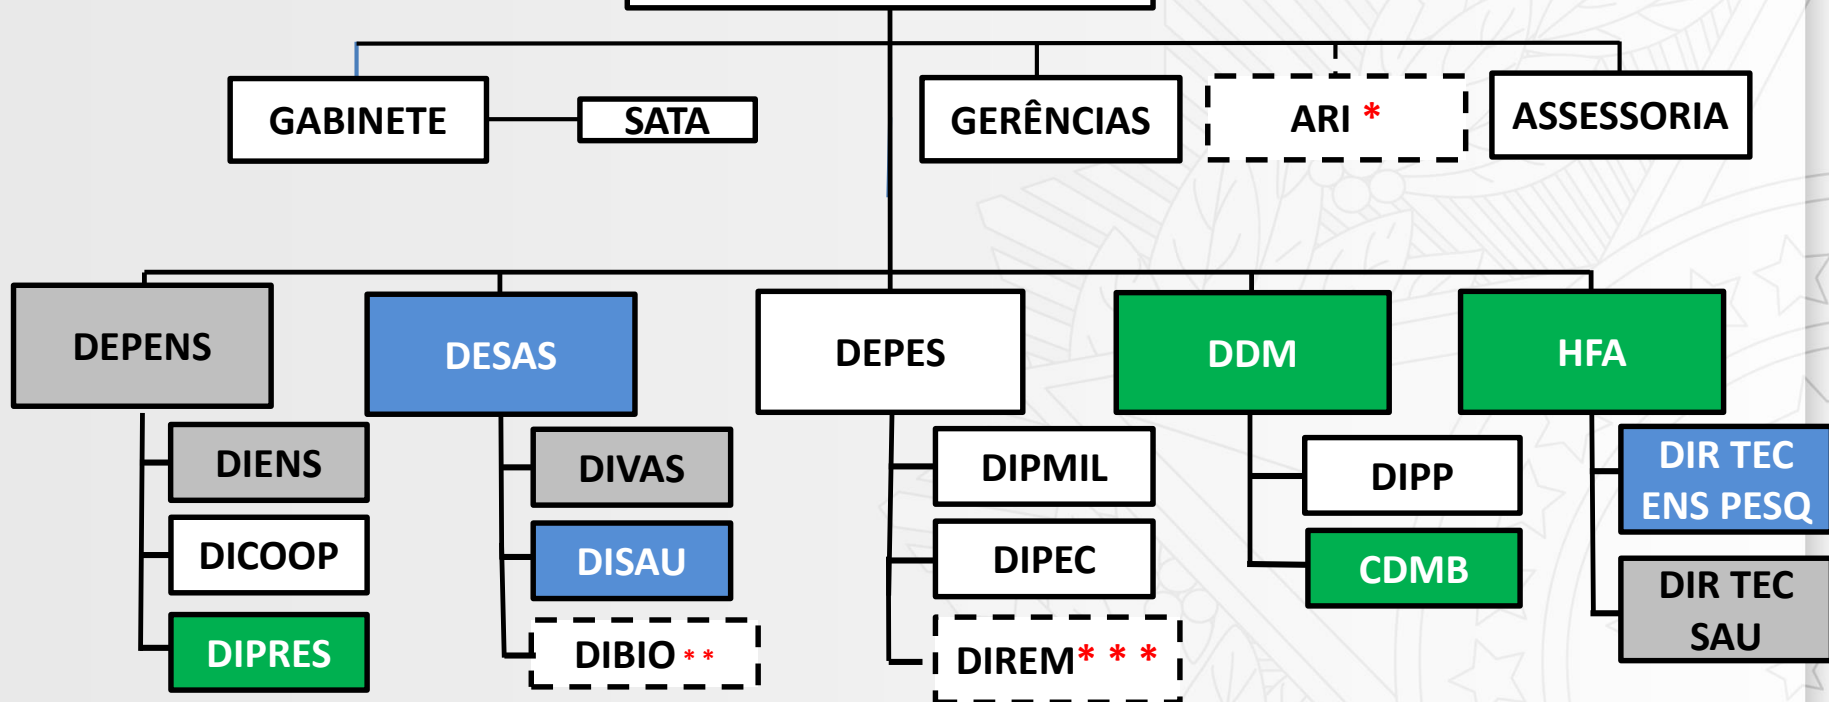 GABINETE
SATA
GERÊNCIAS
ARI *
ASSESSORIA
DEPENS
DESAS
DEPES
DDM
HFA
DIENS
DICOOP
DIPRES
DIVAS
DISAU
DIBIO * *
DIPMIL
DIPEC
DIREM* * *
DIPP
CDMB
DIR TEC
ENS PESQ
DIR TEC
SAU